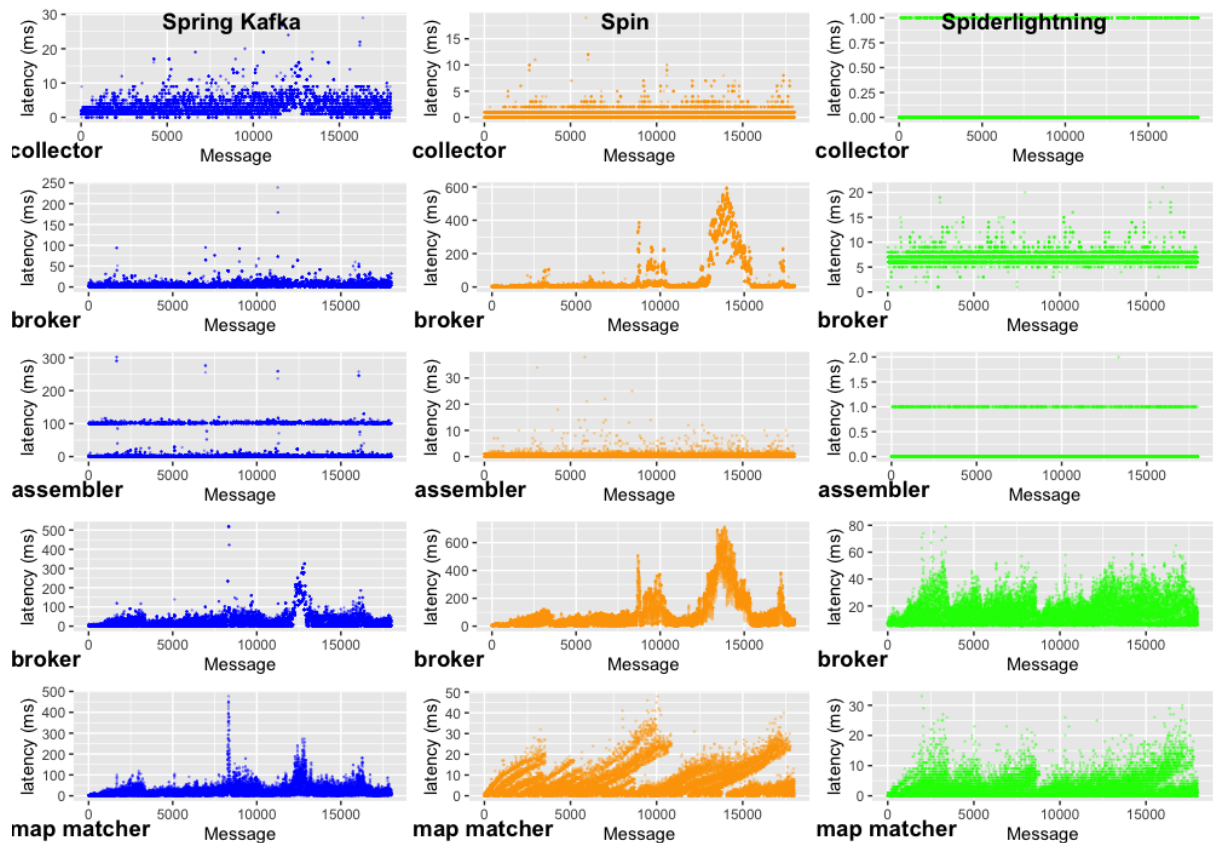 Spring Kafka
Spin
Spiderlightning
latency (ms)
30
20
10
0
0
5000
10000
15000
collector
Message
latency (ms)
15
10
5
0
0
5000
10000
15000
collector
Message
latency (ms)
1.00
0.75
0.50
0.25
0.00
0
5000
10000
15000
collector
Message
latency (ms)
250
200
150
100
50
0
0
5000
10000
15000
broker
Message
latency (ms)
600
400
200
0
0
5000
10000
15000
broker
Message
latency (ms)
20
15
10
5
0
0
5000
10000
15000
broker
Message
latency (ms)
300
200
100
0
0
5000
10000
15000
assembler
Message
latency (ms)
30
20
10
0
0
5000
10000
15000
assembler
Message
latency (ms)
2.0
1.5
1.0
0.5
0.0
0
5000
10000
15000
assembler
Message
latency (ms)
500
400
300
200
100
0
0
5000
10000
15000
broker
Message
latency (ms)
600
400
200
0
0
5000
10000
15000
broker
Message
latency (ms)
80
60
40
20
0
5000
10000
15000
broker
Message
latency (ms)
500
400
300
200
100
0
0
5000
10000
15000
map matcher
Message
latency (ms)
50
40
30
20
10
0
0
5000
10000
15000
map matcher
Message
latency (ms)
30
20
10
0
0
5000
10000
15000
map matcher
Message